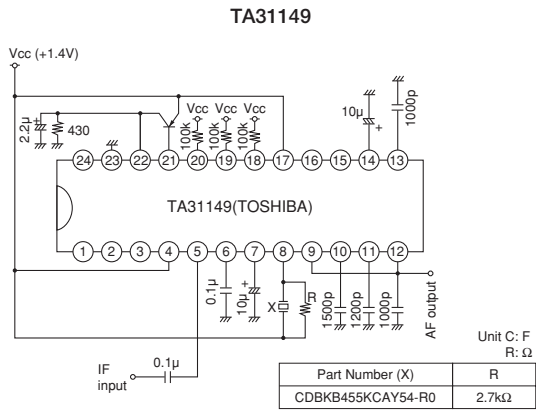 TA31149
Vcc (+1.4V)
2.2μ
+
430
Vcc Vcc Vcc
100k 100k 100k
10μ
+
1000p
24 23 22 21 20 19 18 17 16 15 14 13
TA31149(TOSHIBA)
1 2 3 4 5 6 7 8 9 10 11 12
0.1μ
10μ
+
X
R
1500p
1200p
1000p
AF output
IF
input
0.1μ
Unit C: F
R: Ω
Part Number (X) R
CDBKB455KCAY54-R0 2.7kΩ